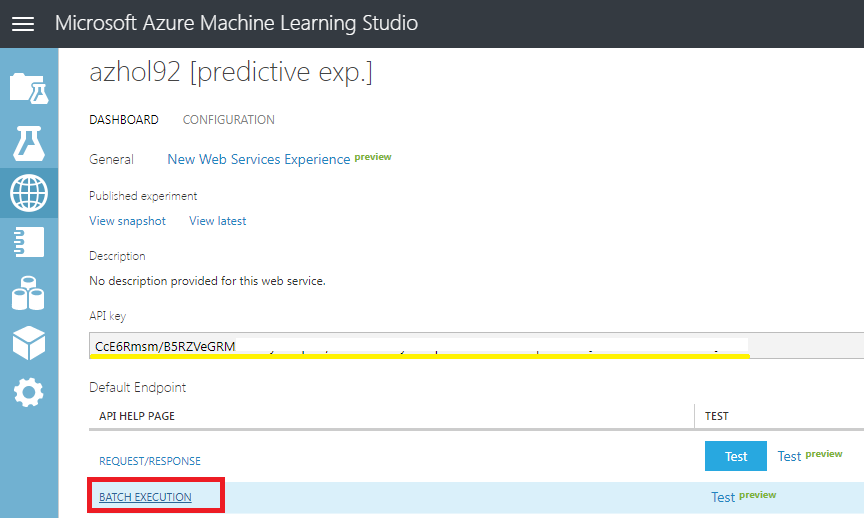 Microsoft Azure Machine Learning Studio
azhol92 [predictive exp.]
DASHBOARD CONFIGURATION
General New Web Services Experience preview
Published experiment
View snapshot View latest
Description
No description provided for this web service.
API key
CcE6Rmsm/B5RZVeGRM
Default Endpoint
API HELP PAGE TEST
REQUEST/RESPONSE Test Test preview
BATCH EXECUTION Test preview